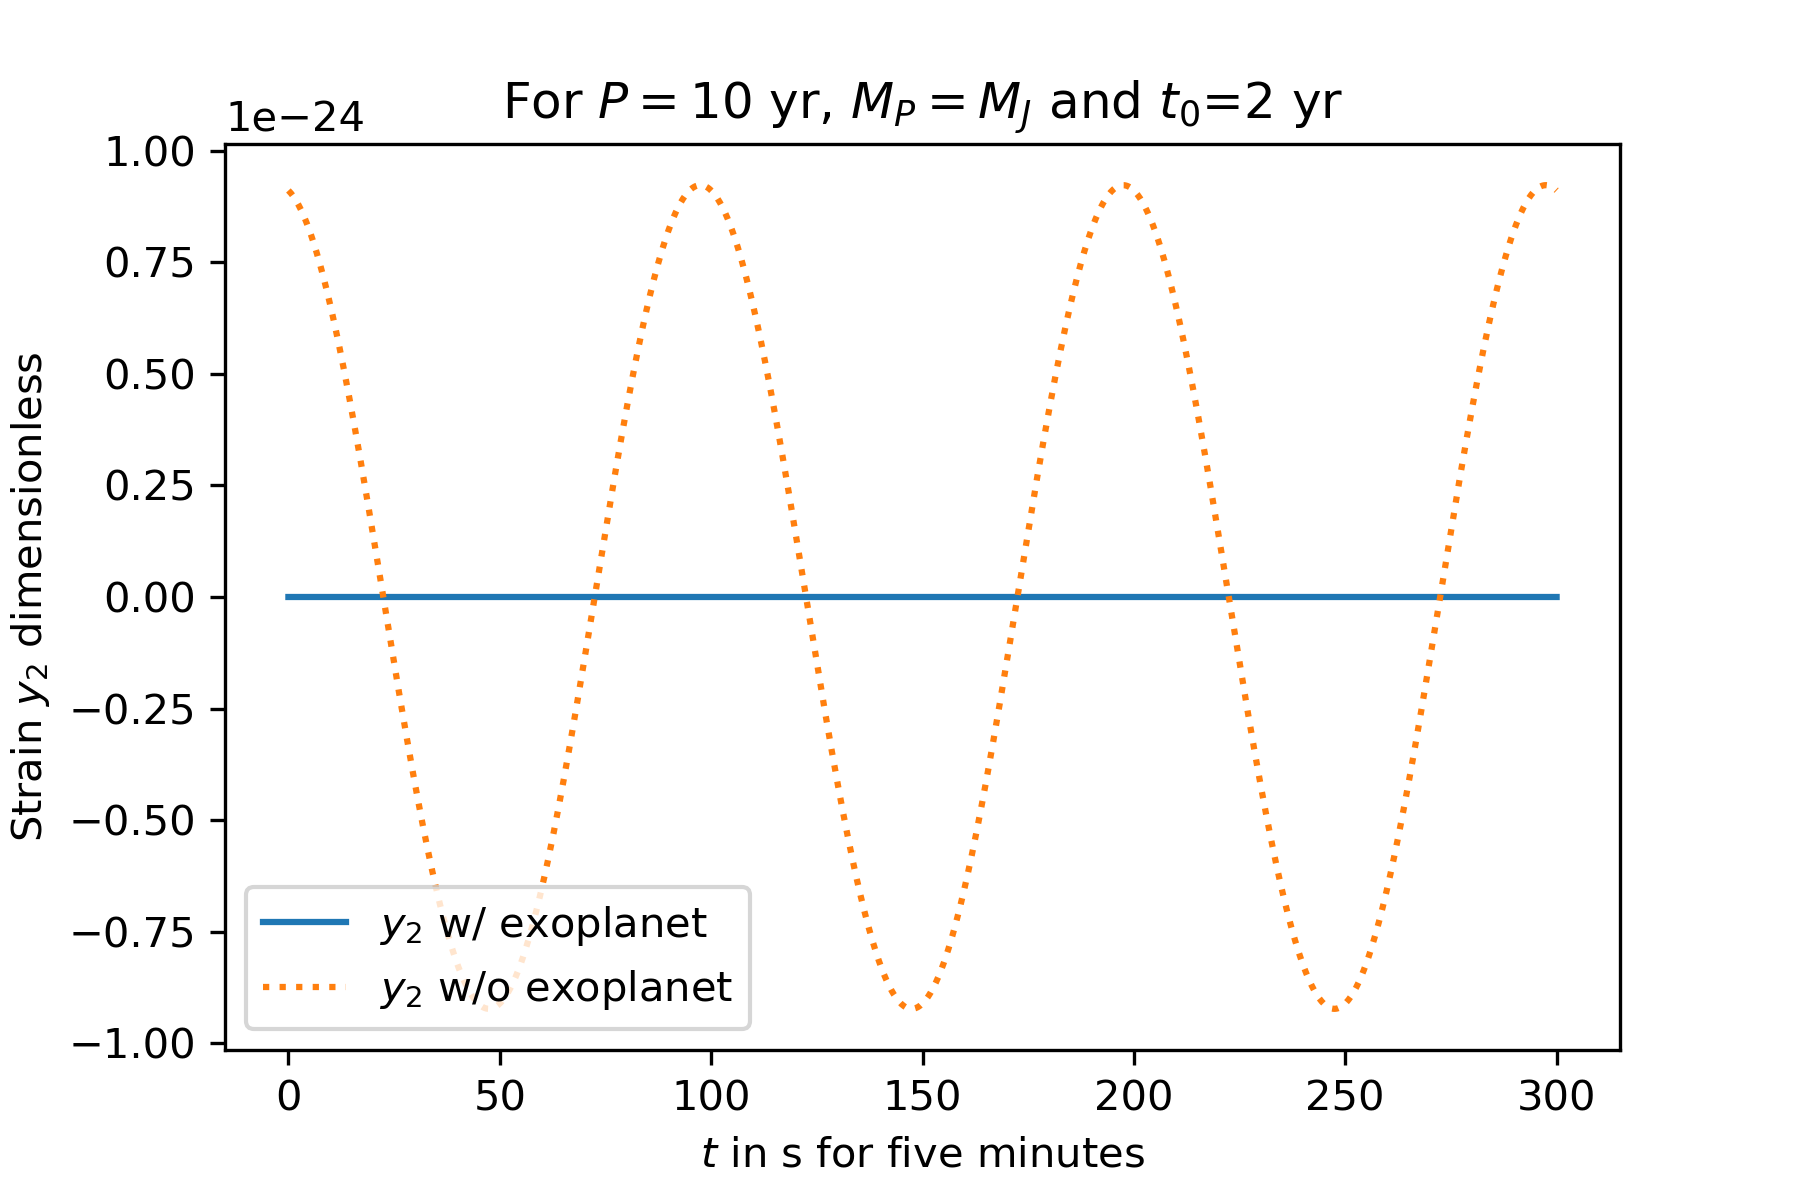 For P = 10 yr, M_P = M_J and t_0=2 yr
1e−24
1.00
0.75
0.50
0.25
0.00
−0.25
−0.50
−0.75
−1.00
Strain y_2 dimensionless
y_2 w/ exoplanet
y_2 w/o exoplanet
0 50 100 150 200 250 300
t in s for five minutes